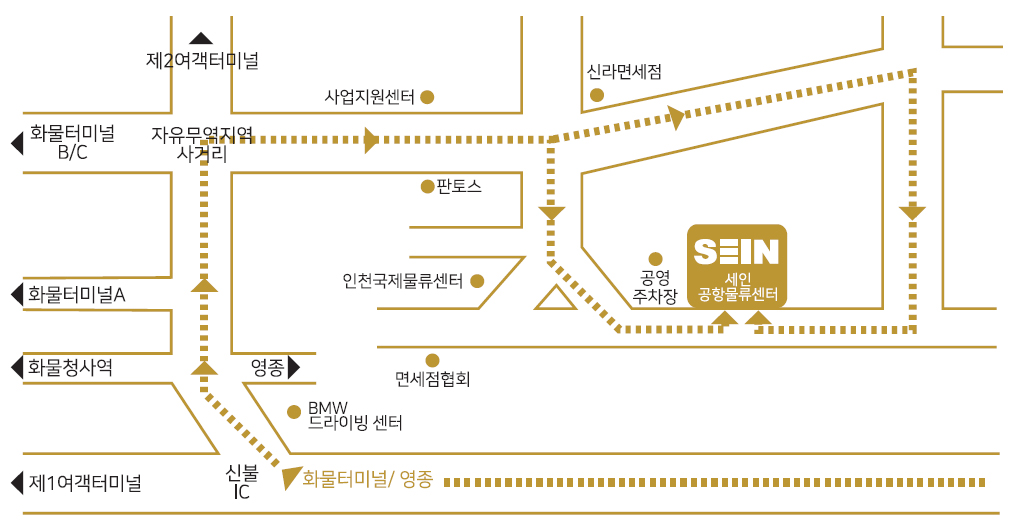 제2여객터미널
신라면세점
사업지원센터
화물터미널
B/C
자유무역지역
사거리
판토스
SEIN
세인
공항물류센터
공영
주차장
인천국제물류센터
화물터미널A
화물청사역
영종
면세점협회
BMW
드라이빙 센터
제1여객터미널
신불
IC
화물터미널/ 영종